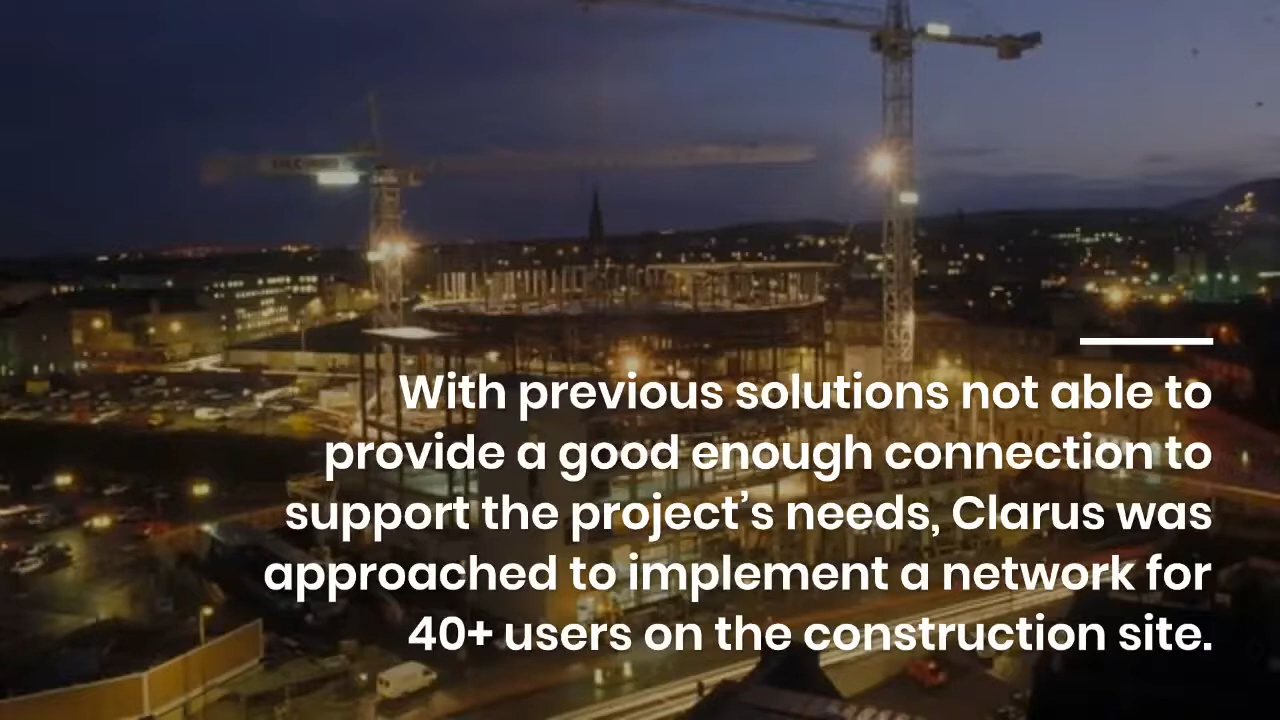 With previous solutions not able to
provide a good enough connection to
support the project's needs, Clarus was
approached to implement a network for
40+ users on the construction site.